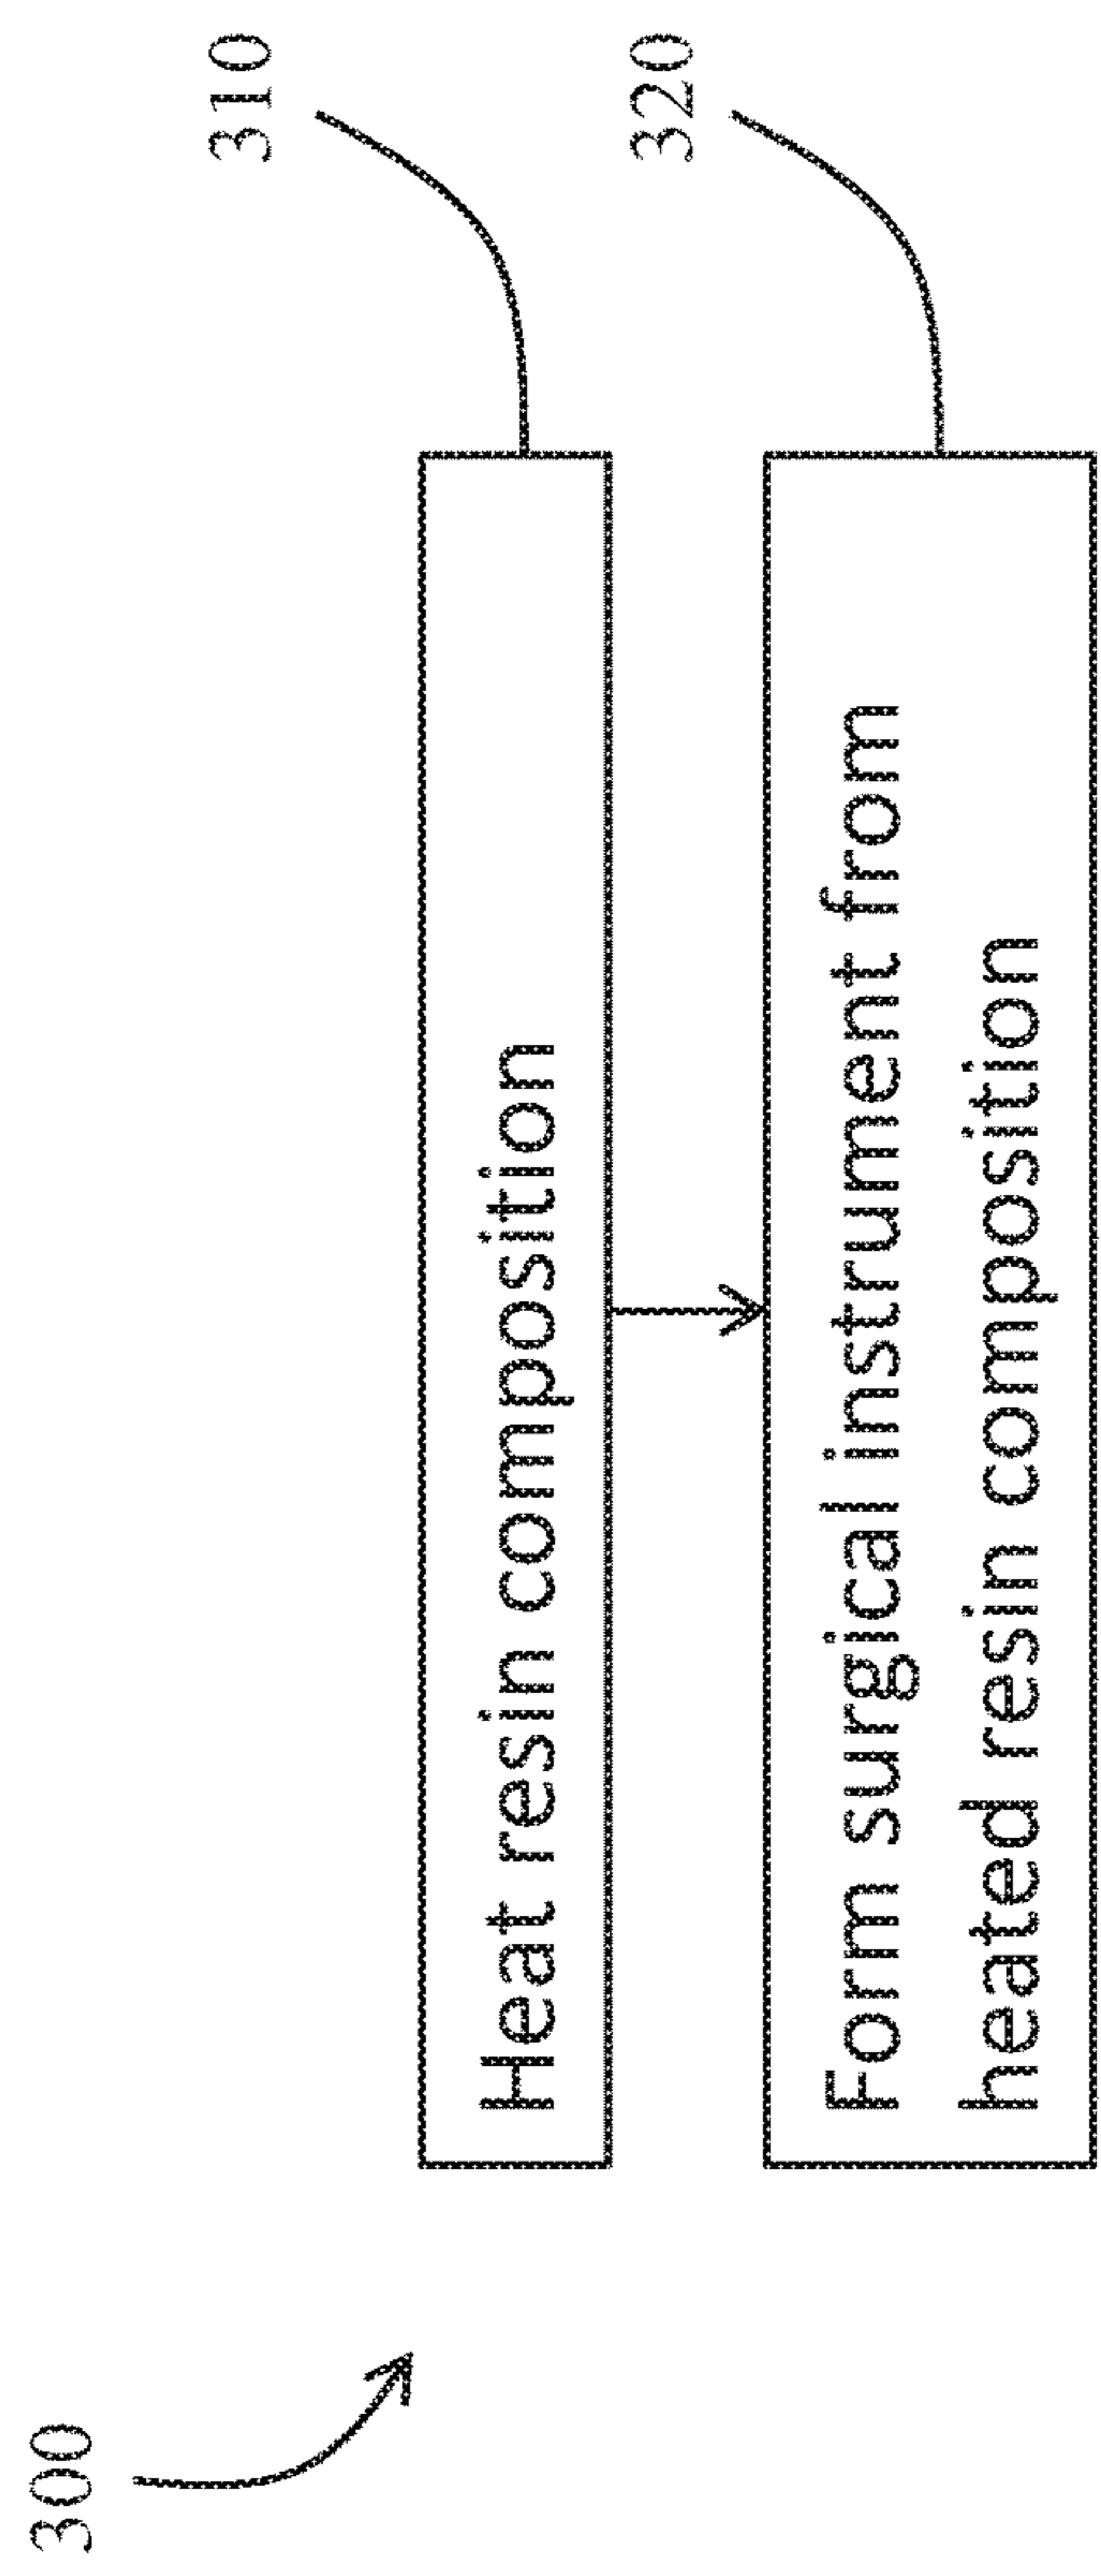 300
310
Heat resin composition
320
Form surgical instrument from
heated resin composition